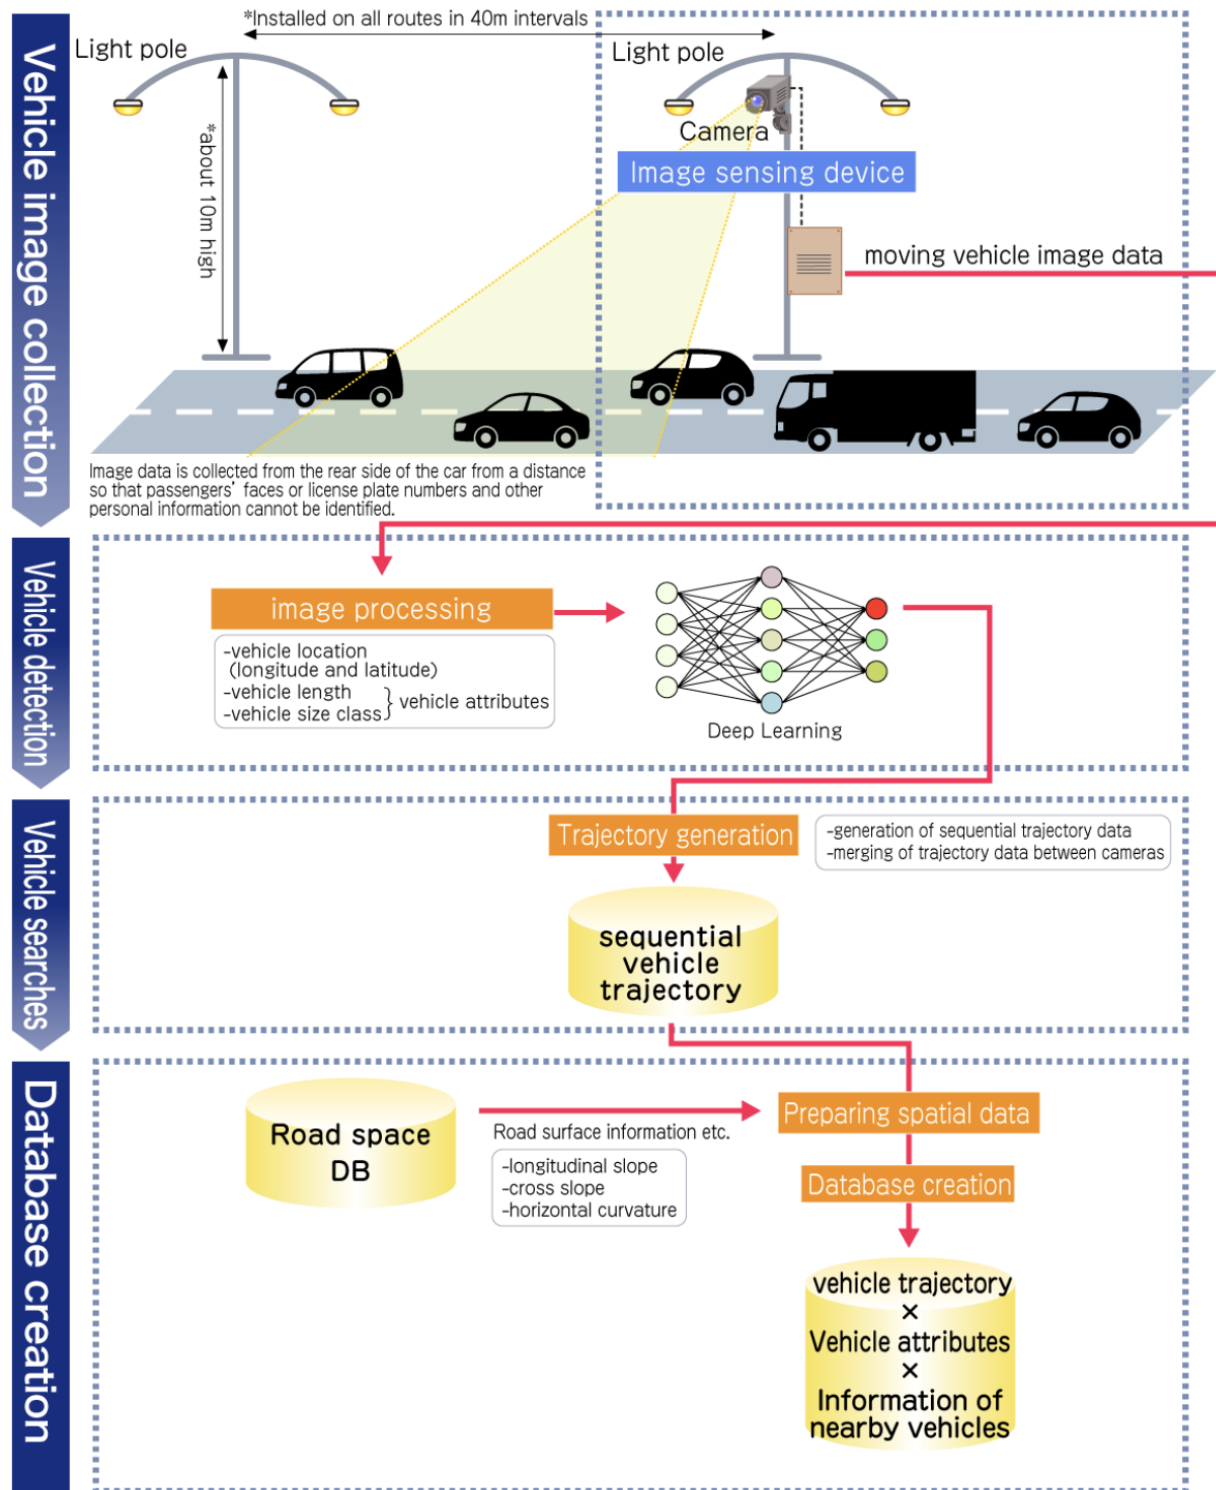 Vehicle image collection
*Installed on all routes in 40m intervals
Light pole
Light pole
*about 10m high
Camera
Image sensing device
moving vehicle image data
Image data is collected from the rear side of the car from a distance
so that passengers' faces or license plate numbers and other
personal information cannot be identified.
Vehicle detection
image processing
-vehicle location
(longitude and latitude)
-vehicle length
-vehicle size class
vehicle attributes
Deep Learning
Vehicle searches
Trajectory generation
-generation of sequential trajectory data
-merging of trajectory data between cameras
sequential
vehicle
trajectory
Database creation
Road space
DB
Road surface information etc.
-longitudinal slope
-cross slope
-horizontal curvature
Preparing spatial data
Database creation
vehicle trajectory
×
Vehicle attributes
×
Information of
nearby vehicles